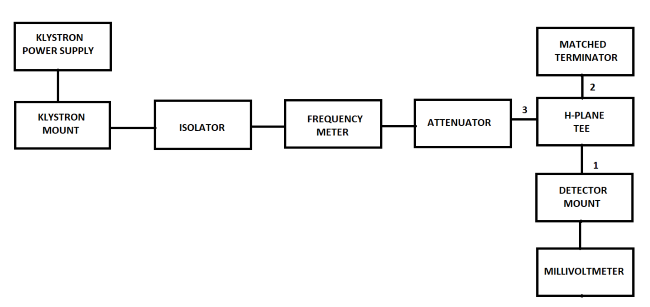 KLYSTRON
POWER SUPPLY
MATCHED
TERMINATOR
2
KLYSTRON
MOUNT
ISOLATOR
FREQUENCY
METER
ATTENUATOR
3
H-PLANE
TEE
1
DETECTOR
MOUNT
MILLIVOLTMETER